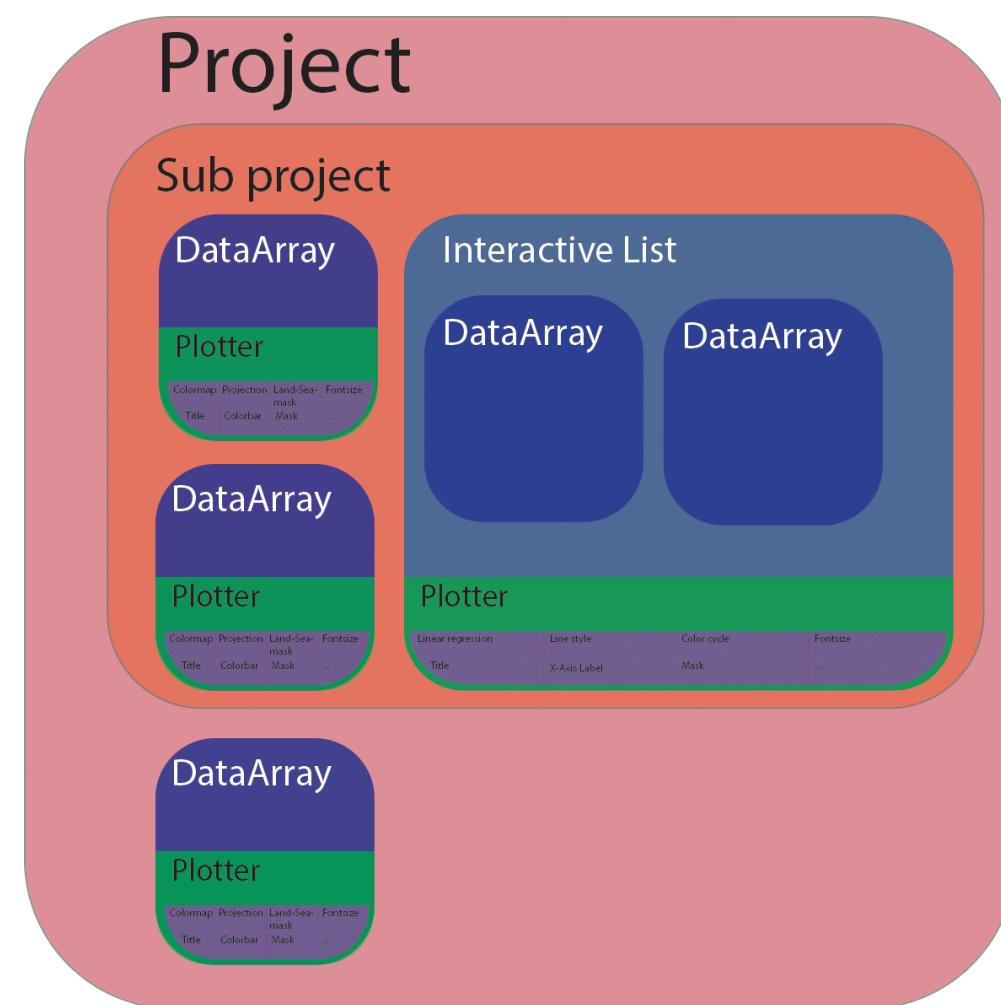 Project
Sub project
DataArray
Plotter
Colormap Projection Land-Sea- Fontsize
mask
Title Colorbar Mask ...
Interactive List
DataArray
DataArray
Plotter
Linear regression Line style Color cycle Fontsize
Title X-Axis Label Mask ...
DataArray
Plotter
Colormap Projection Land-Sea- Fontsize
mask
Title Colorbar Mask ...
DataArray
Plotter
Colormap Projection Land-Sea- Fontsize
mask
Title Colorbar Mask ...